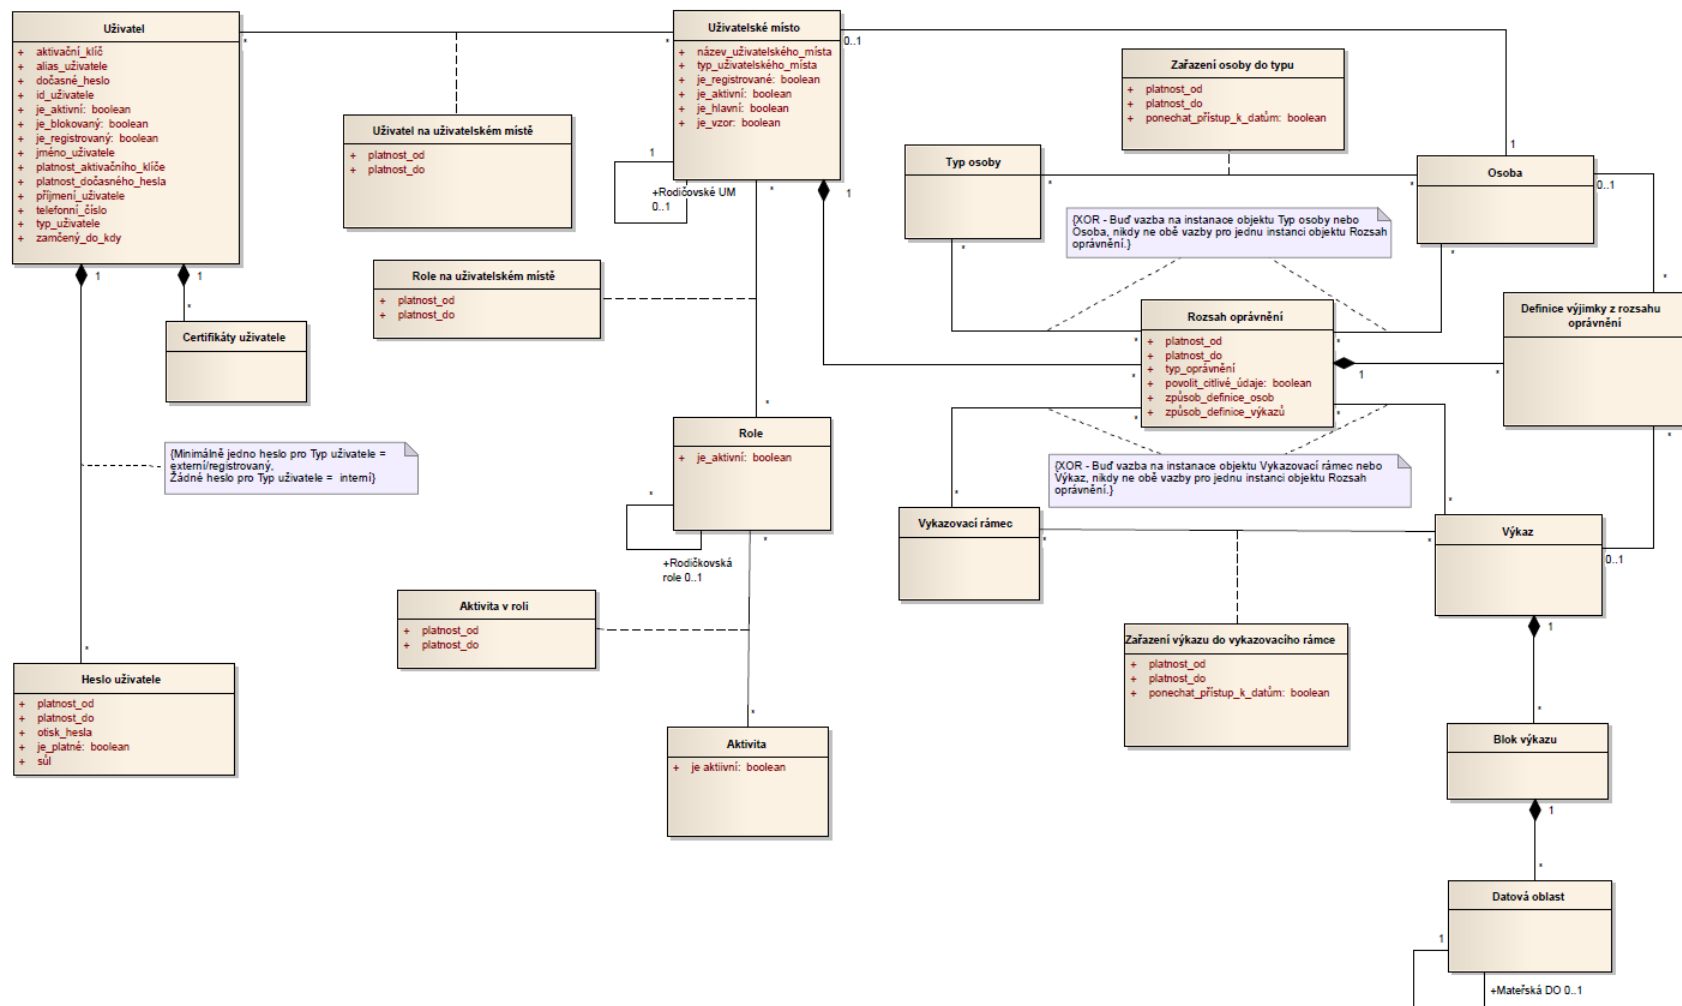 Uživatel
+ aktivační_klíč
+ alias_uživatele
+ dočasné_heslo
+ id_uživatele
+ je_aktivní: boolean
+ je_blokovaný: boolean
+ je_registrovaný: boolean
+ jméno_uživatele
+ platnost_aktivačního_klíče
+ platnost_dočasného_hesla
+ příjmení_uživatele
+ telefonní_číslo
+ typ_uživatele
+ zamčený_do_kdy
*
*
1
1
Uživatelské místo
+ název_uživatelského_místa
+ typ_uživatelského_místa
+ je_registrované: boolean
+ je_aktivní: boolean
+ je_hlavní: boolean
+ je_vzor: boolean
0..1
1
+Rodičovské UM
0..1
*
1
Uživatel na uživatelském místě
+ platnost_od
+ platnost_do
Zařazení osoby do typu
+ platnost_od
+ platnost_do
+ ponechat_přístup_k_datům: boolean
Typ osoby
*
*
*
1
Osoba
0..1
*
{XOR - Buď vazba na instanace objektu Typ osoby nebo
Osoba, nikdy ne obě vazby pro jednu instanci objektu Rozsah
oprávnění.}
Role na uživatelském místě
+ platnost_od
+ platnost_do
*
Certifikáty uživatele
Rozsah oprávnění
+ platnost_od
+ platnost_do
+ typ_oprávnění
+ povolit_citlivé_údaje: boolean
+ způsob_definice_osob
+ způsob_definice_výkazů
*
*
*
*
*
1
*
*
Definice výjimky z rozsahu
oprávnění
*
{Minimálně jedno heslo pro Typ uživatele =
externí/registrovaný,
Žádné heslo pro Typ uživatele = interní}
*
Role
+ je_aktivní: boolean
*
+Rodičkovská
role 0..1
*
{XOR - Buď vazba na instanace objektu Vykazovací rámec nebo
Výkaz, nikdy ne obě vazby pro jednu instanci objektu Rozsah
oprávnění.}
*
*
Vykazovací rámec
*
*
Výkaz
0..1
1
Aktivita v roli
+ platnost_od
+ platnost_do
Zařazení výkazu do vykazovacího rámce
+ platnost_od
+ platnost_do
+ ponechat_přístup_k_datům: boolean
*
Heslo uživatele
+ platnost_od
+ platnost_do
+ otisk_hesla
+ je_platné: boolean
+ sůl
*
Aktivita
+ je aktiivní: boolean
*
Blok výkazu
1
*
Datová oblast
1
+Mateřská DO 0..1